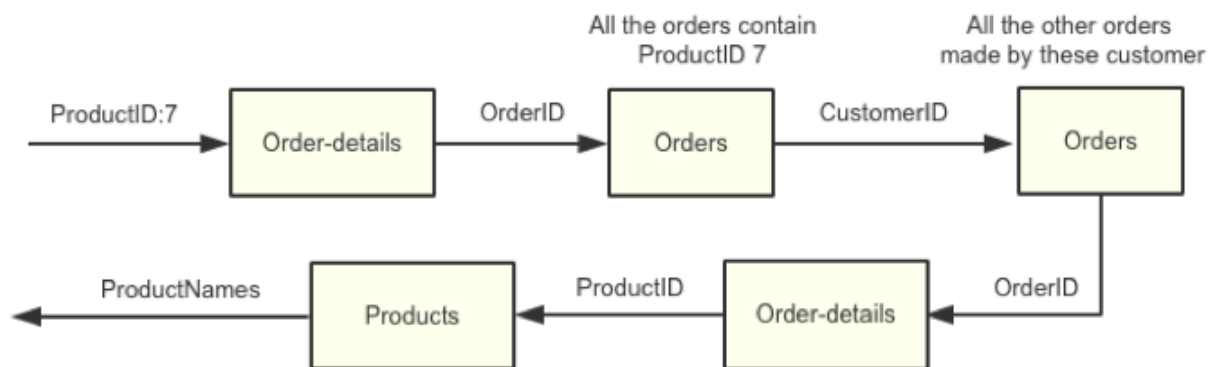 All the orders contain
ProductID 7
All the other orders
made by these customer
ProductID:7
Order-details
OrderID
Orders
CustomerID
Orders
OrderID
Order-details
ProductID
Products
ProductNames